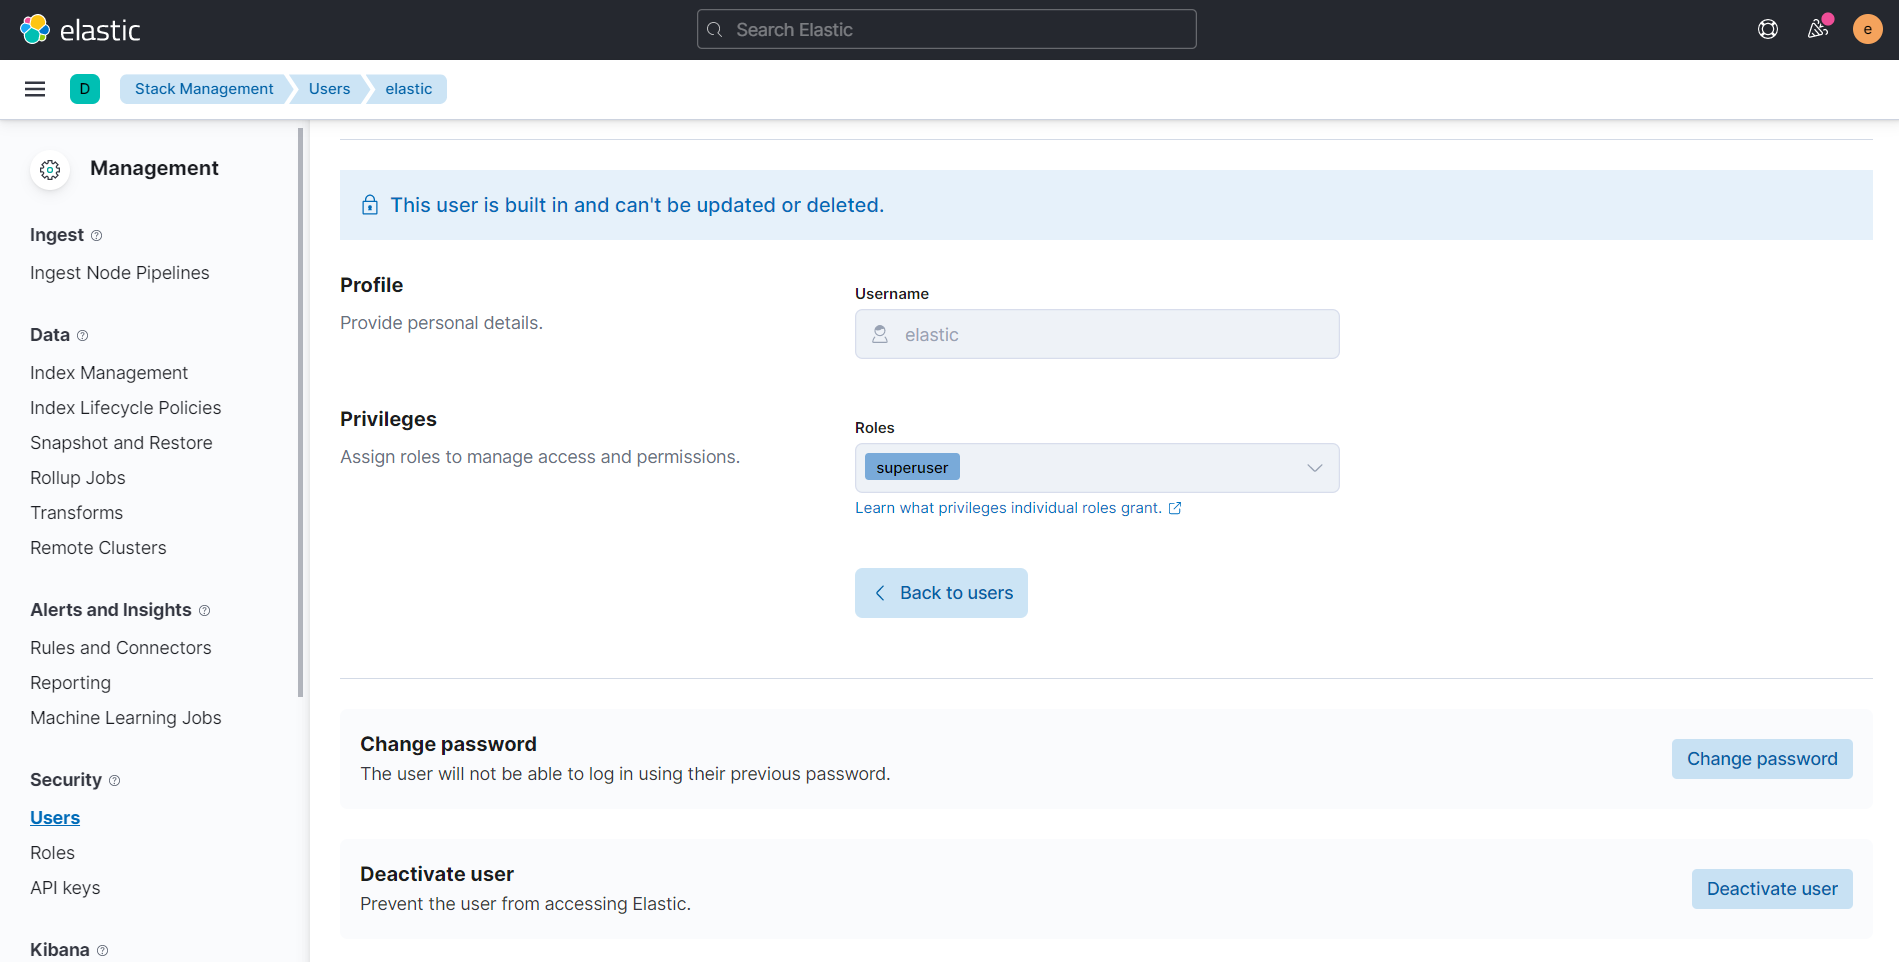 elastic
Search Elastic
e
D
Stack Management
Users
elastic
Management
Ingest
Ingest Node Pipelines
Data
Index Management
Index Lifecycle Policies
Snapshot and Restore
Rollup Jobs
Transforms
Remote Clusters
Alerts and Insights
Rules and Connectors
Reporting
Machine Learning Jobs
Security
Users
Roles
API keys
Kibana
This user is built in and can't be updated or deleted.
Profile
Provide personal details.
Username
elastic
Privileges
Assign roles to manage access and permissions.
Roles
superuser
Learn what privileges individual roles grant.
Back to users
Change password
The user will not be able to log in using their previous password.
Change password
Deactivate user
Prevent the user from accessing Elastic.
Deactivate user